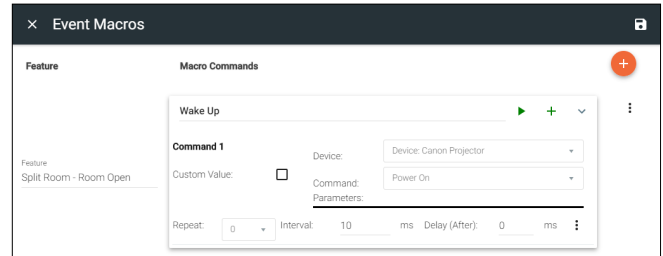 × Event Macros
Feature Macro Commands
+
Wake Up
Command 1
Device: Device: Canon Projector
Feature
Split Room - Room Open
Custom Value:
Command: Power On
Parameters:
Repeat: 0 Interval: 10 ms Delay (After): 0 ms